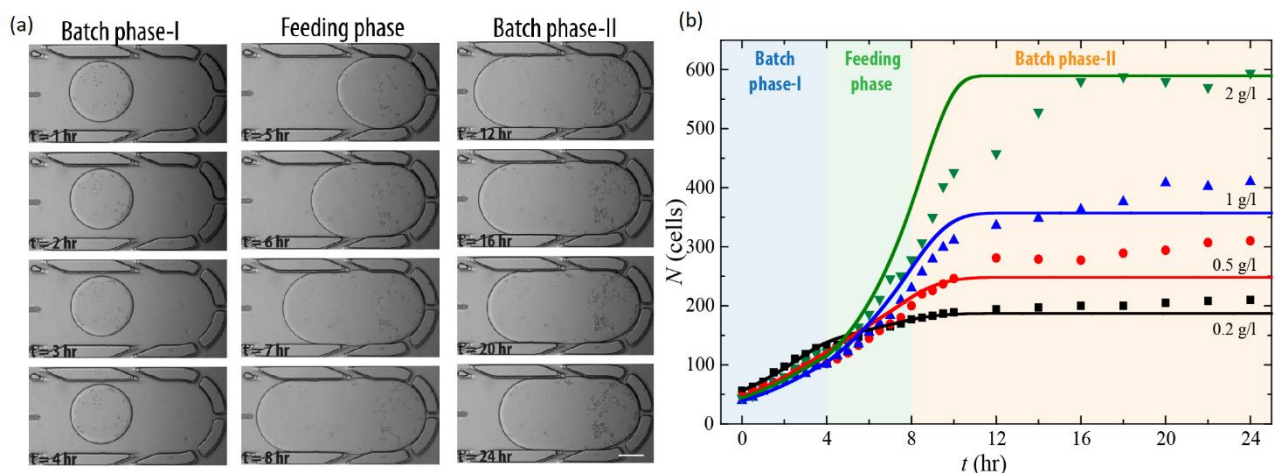 (a)
Batch phase-I
Feeding phase
Batch phase-II
t = 1 hr
t = 5 hr
t = 12 hr
t = 2 hr
t = 6 hr
t = 16 hr
t = 3 hr
t = 7 hr
t = 20 hr
t = 4 hr
t = 8 hr
t = 24 hr
(b)
Batch
phase-I
Feeding
phase
Batch phase-II
600
500
400
300
200
100
0
N (cells)
2 g/l
1 g/l
0.5 g/l
0.2 g/l
0 4 8 12 16 20 24
t (hr)